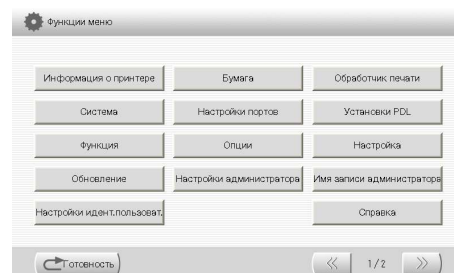 Функции меню
Информация о принтере
Бумага
Обработчик печати
Система
Настройки портов
Установки PDL
Функция
Опции
Настройка
Обновление
Настройки администратора
Имя записи администратора
Настройки идент.пользоват.
Справка
Готовность
1/2